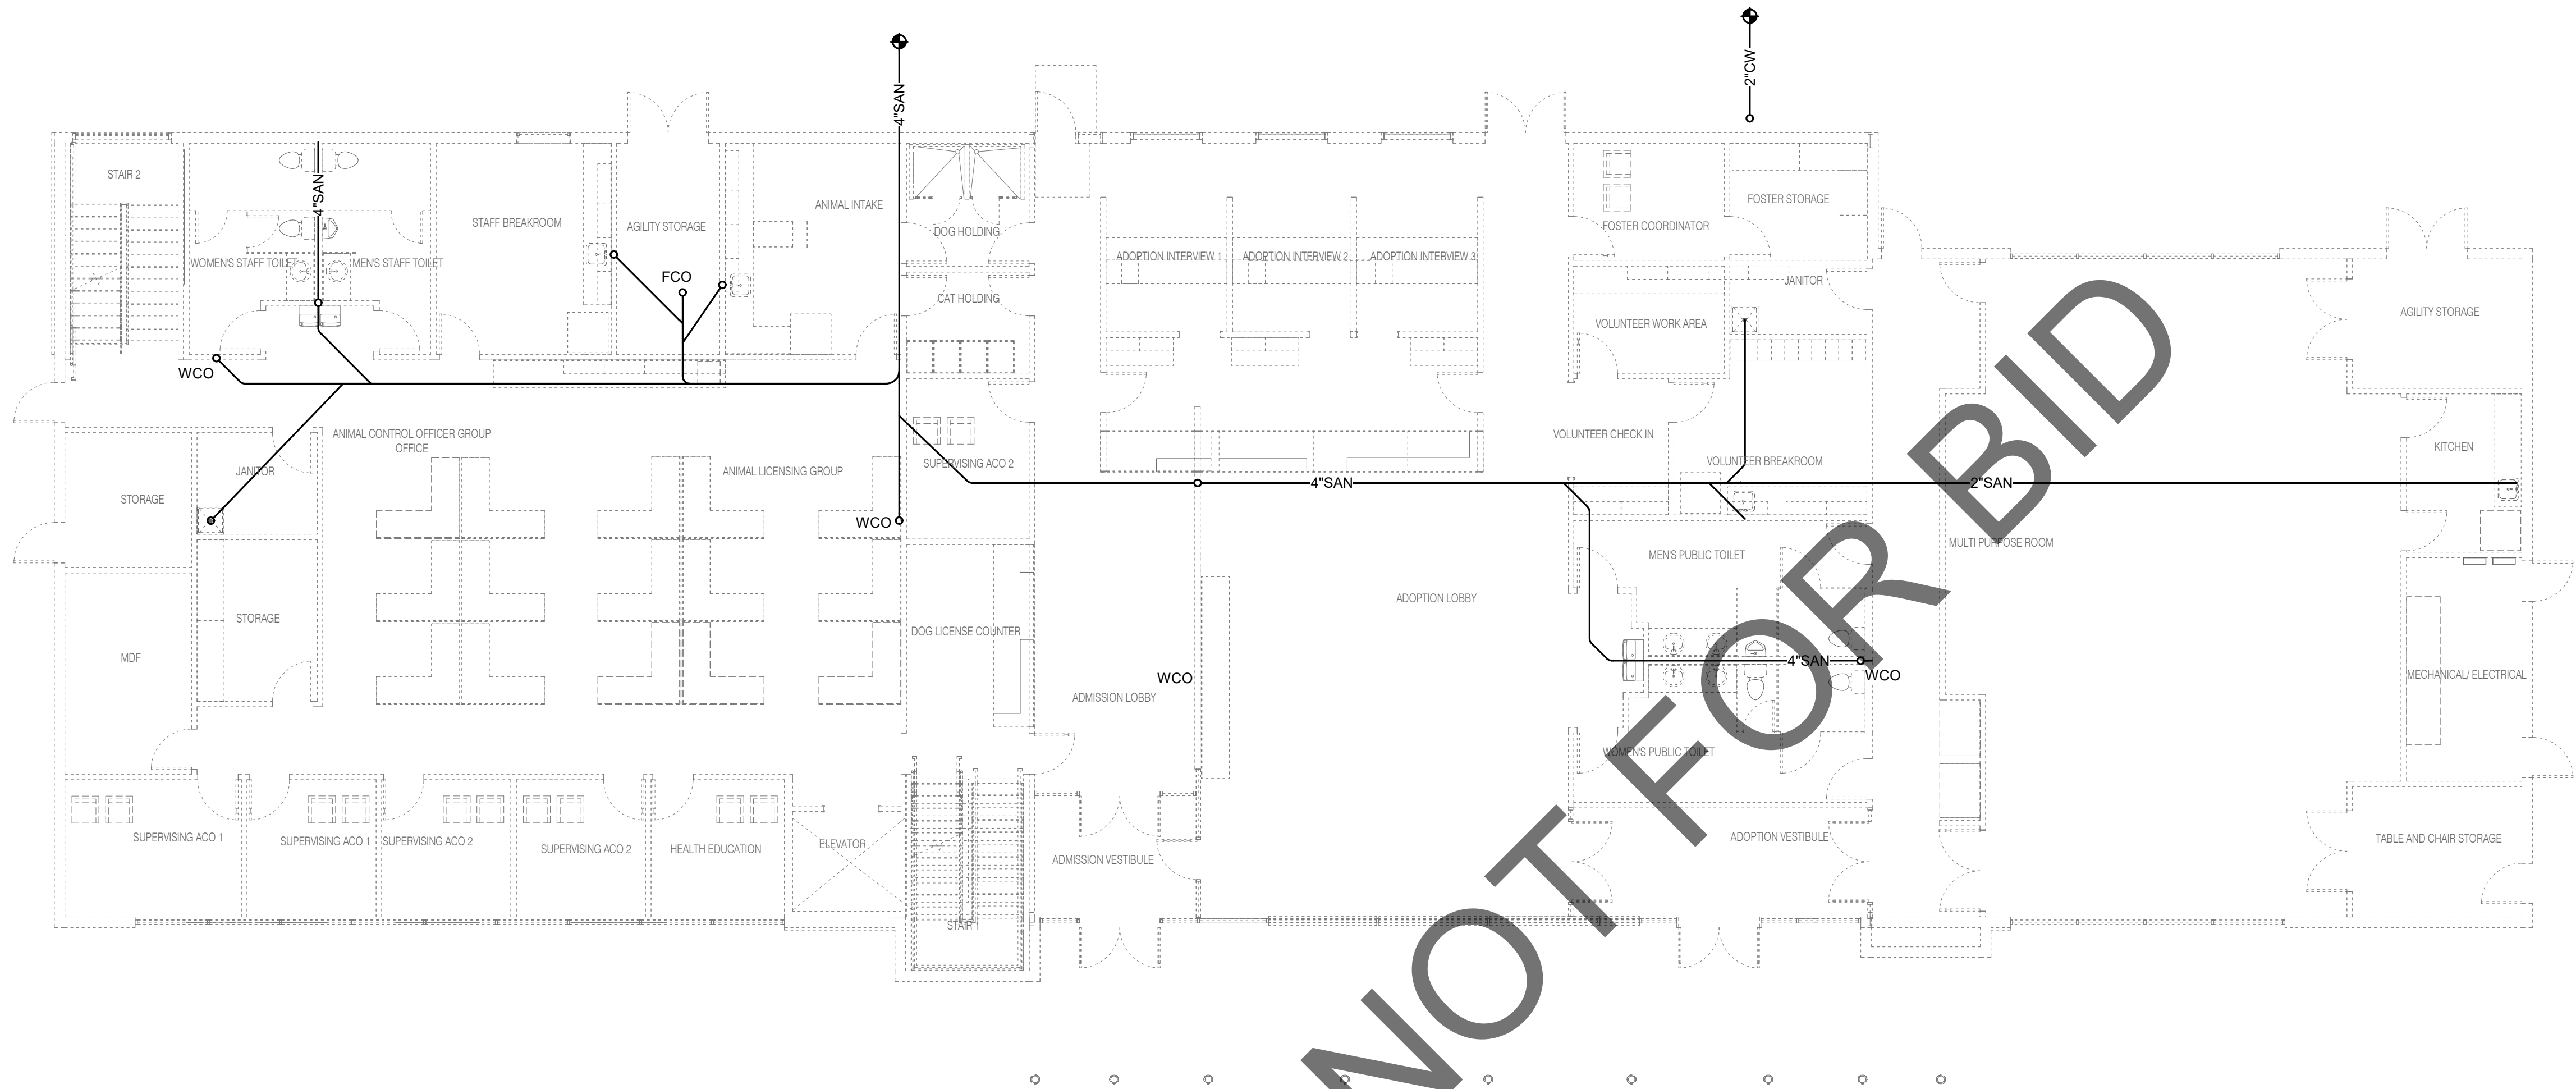 2"CW
4"SAN
STAIR 2
4"SAN
STAFF BREAKROOM
AGILITY STORAGE
ANIMAL INTAKE
DOG HOLDING
FOSTER COORDINATOR
FOSTER STORAGE
WOMEN'S STAFF TOILET
MEN'S STAFF TOILET
FCO
ADOPTION INTERVIEW 1
ADOPTION INTERVIEW 2
ADOPTION INTERVIEW 3
CAT HOLDING
JANITOR
VOLUNTEER WORK AREA
AGILITY STORAGE
WCO
ANIMAL CONTROL OFFICER GROUP
OFFICE
JANITOR
ANIMAL LICENSING GROUP
SUPERVISING ACO 2
VOLUNTEER CHECK IN
VOLUNTEER BREAKROOM
KITCHEN
4"SAN
2"SAN
STORAGE
WCO
MEN'S PUBLIC TOILET
MULTI PURPOSE ROOM
STORAGE
DOG LICENSE COUNTER
ADOPTION LOBBY
MDF
WCO
4"SAN
WCO
MECHANICAL/ ELECTRICAL
ADMISSION LOBBY
WOMEN'S PUBLIC TOILET
SUPERVISING ACO 1
SUPERVISING ACO 1
SUPERVISING ACO 2
SUPERVISING ACO 2
HEALTH EDUCATION
ELEVATOR
ADMISSION VESTIBULE
ADOPTION VESTIBULE
TABLE AND CHAIR STORAGE
STAIR 1
NOT FOR BID